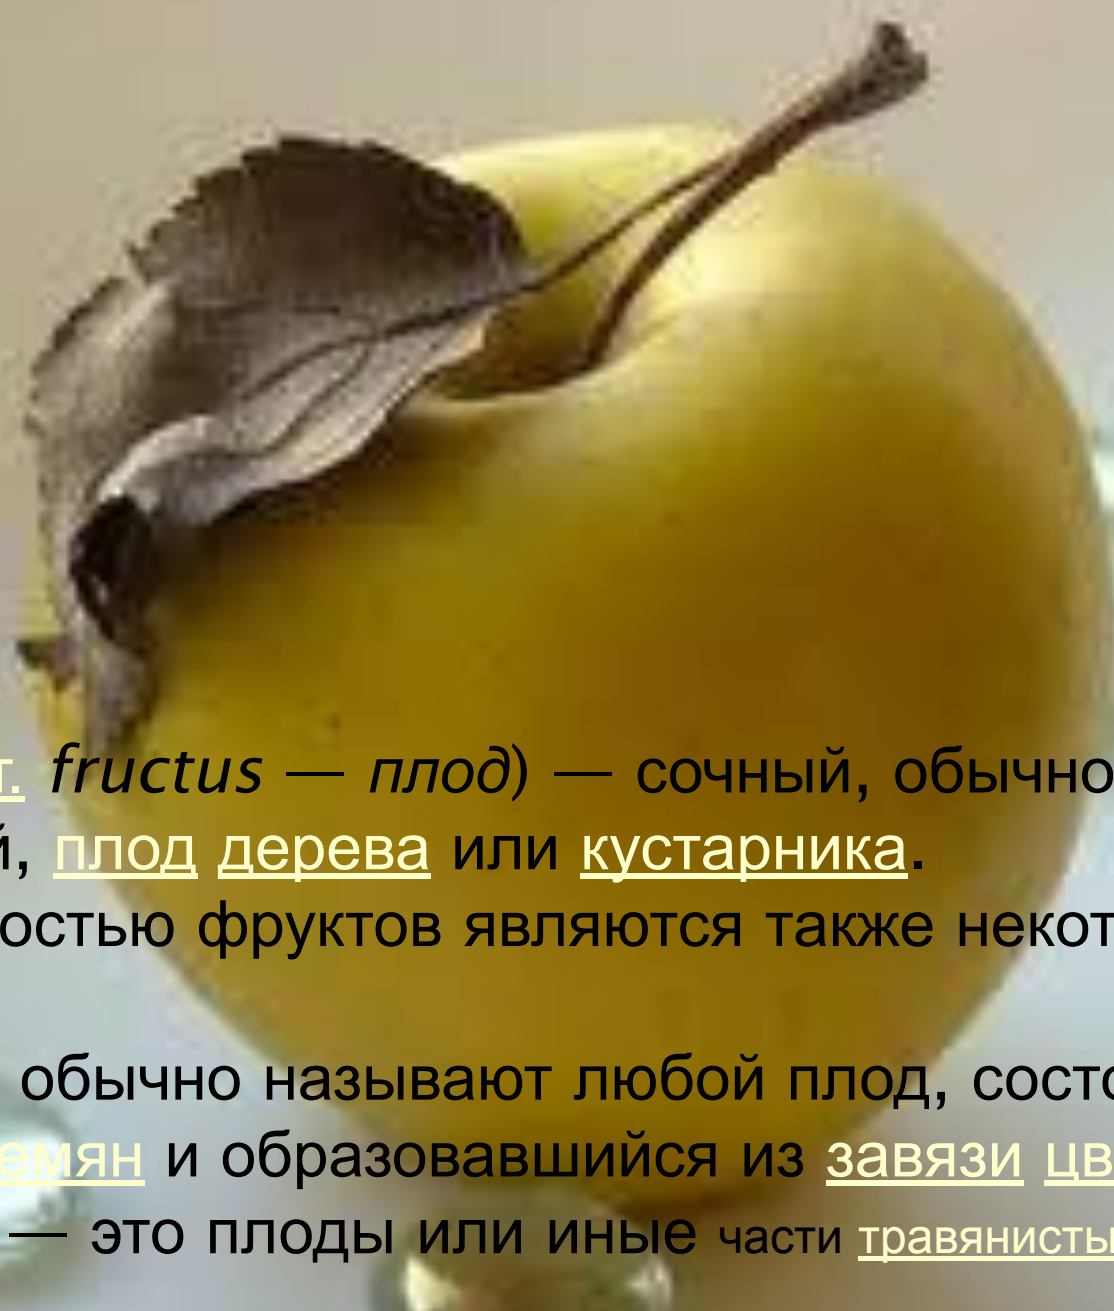 т. fructus — плод) — сочный, обычно
й, плод дерева или кустарника.
остью фруктов являются также некот
обычно называют любой плод, состо
емян и образовавшийся из завязи цв
— это плоды или иные части травянисты